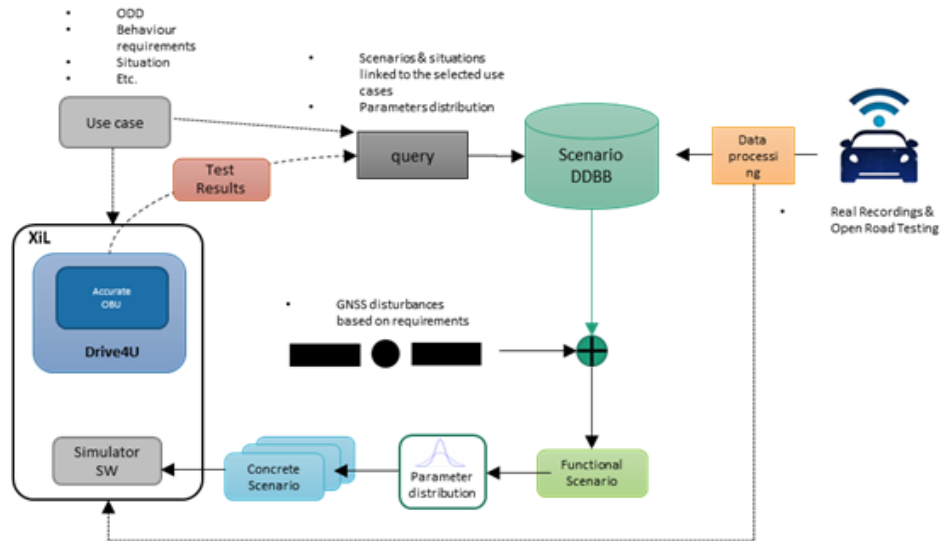 • ODD
• Behaviour
requirements
• Situation
• Etc.
• Scenarios & situations
linked to the selected use
cases
• Parameters distribution
Use case
query
Scenario
DDBB
Data
processi
ng
Test
Results
• Real Recordings &
Open Road Testing
XiL
Accurate
OBU
Drive4U
• GNSS disturbances
based on requirements
Simulator
SW
Concrete
Scenario
Parameter
distribution
Functional
Scenario